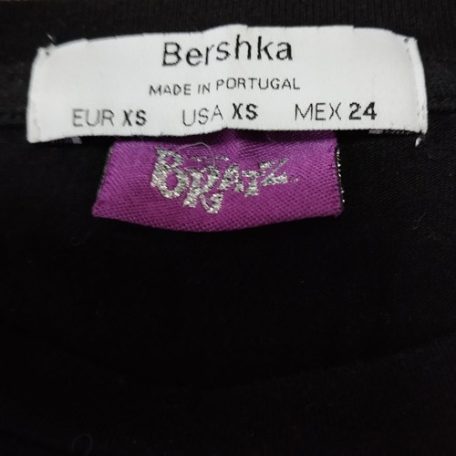 Bershka
MADE IN PORTUGAL
EUR XS USA XS MEX 24
BRATZ